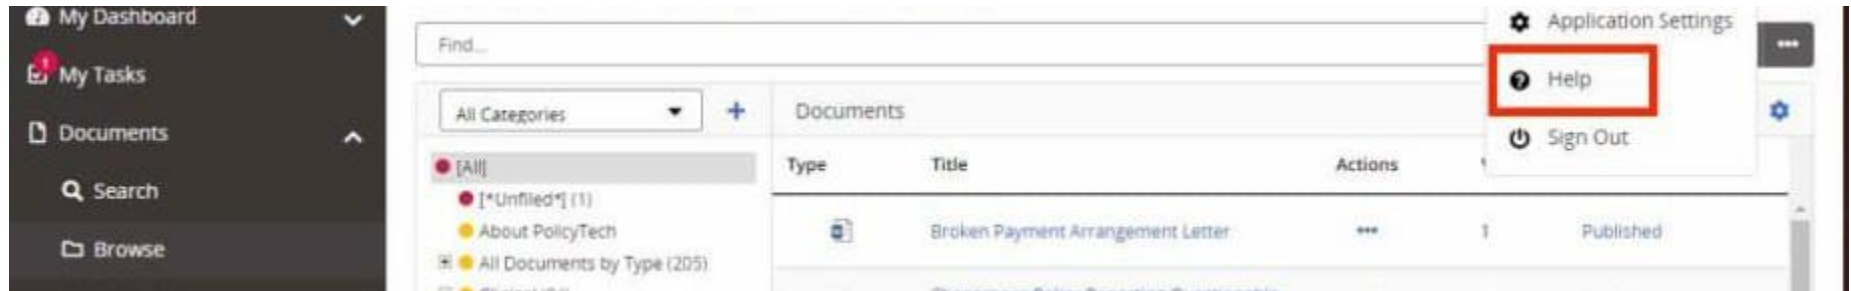 My Dashboard
My Tasks
1
Documents
Search
Browse
Find...
All Categories
[All]
[*Unfiled*] (1)
About PolicyTech
All Documents by Type (205)
Documents
Type Title Actions
Broken Payment Arrangement Letter 1 Published
Application Settings
Help
Sign Out